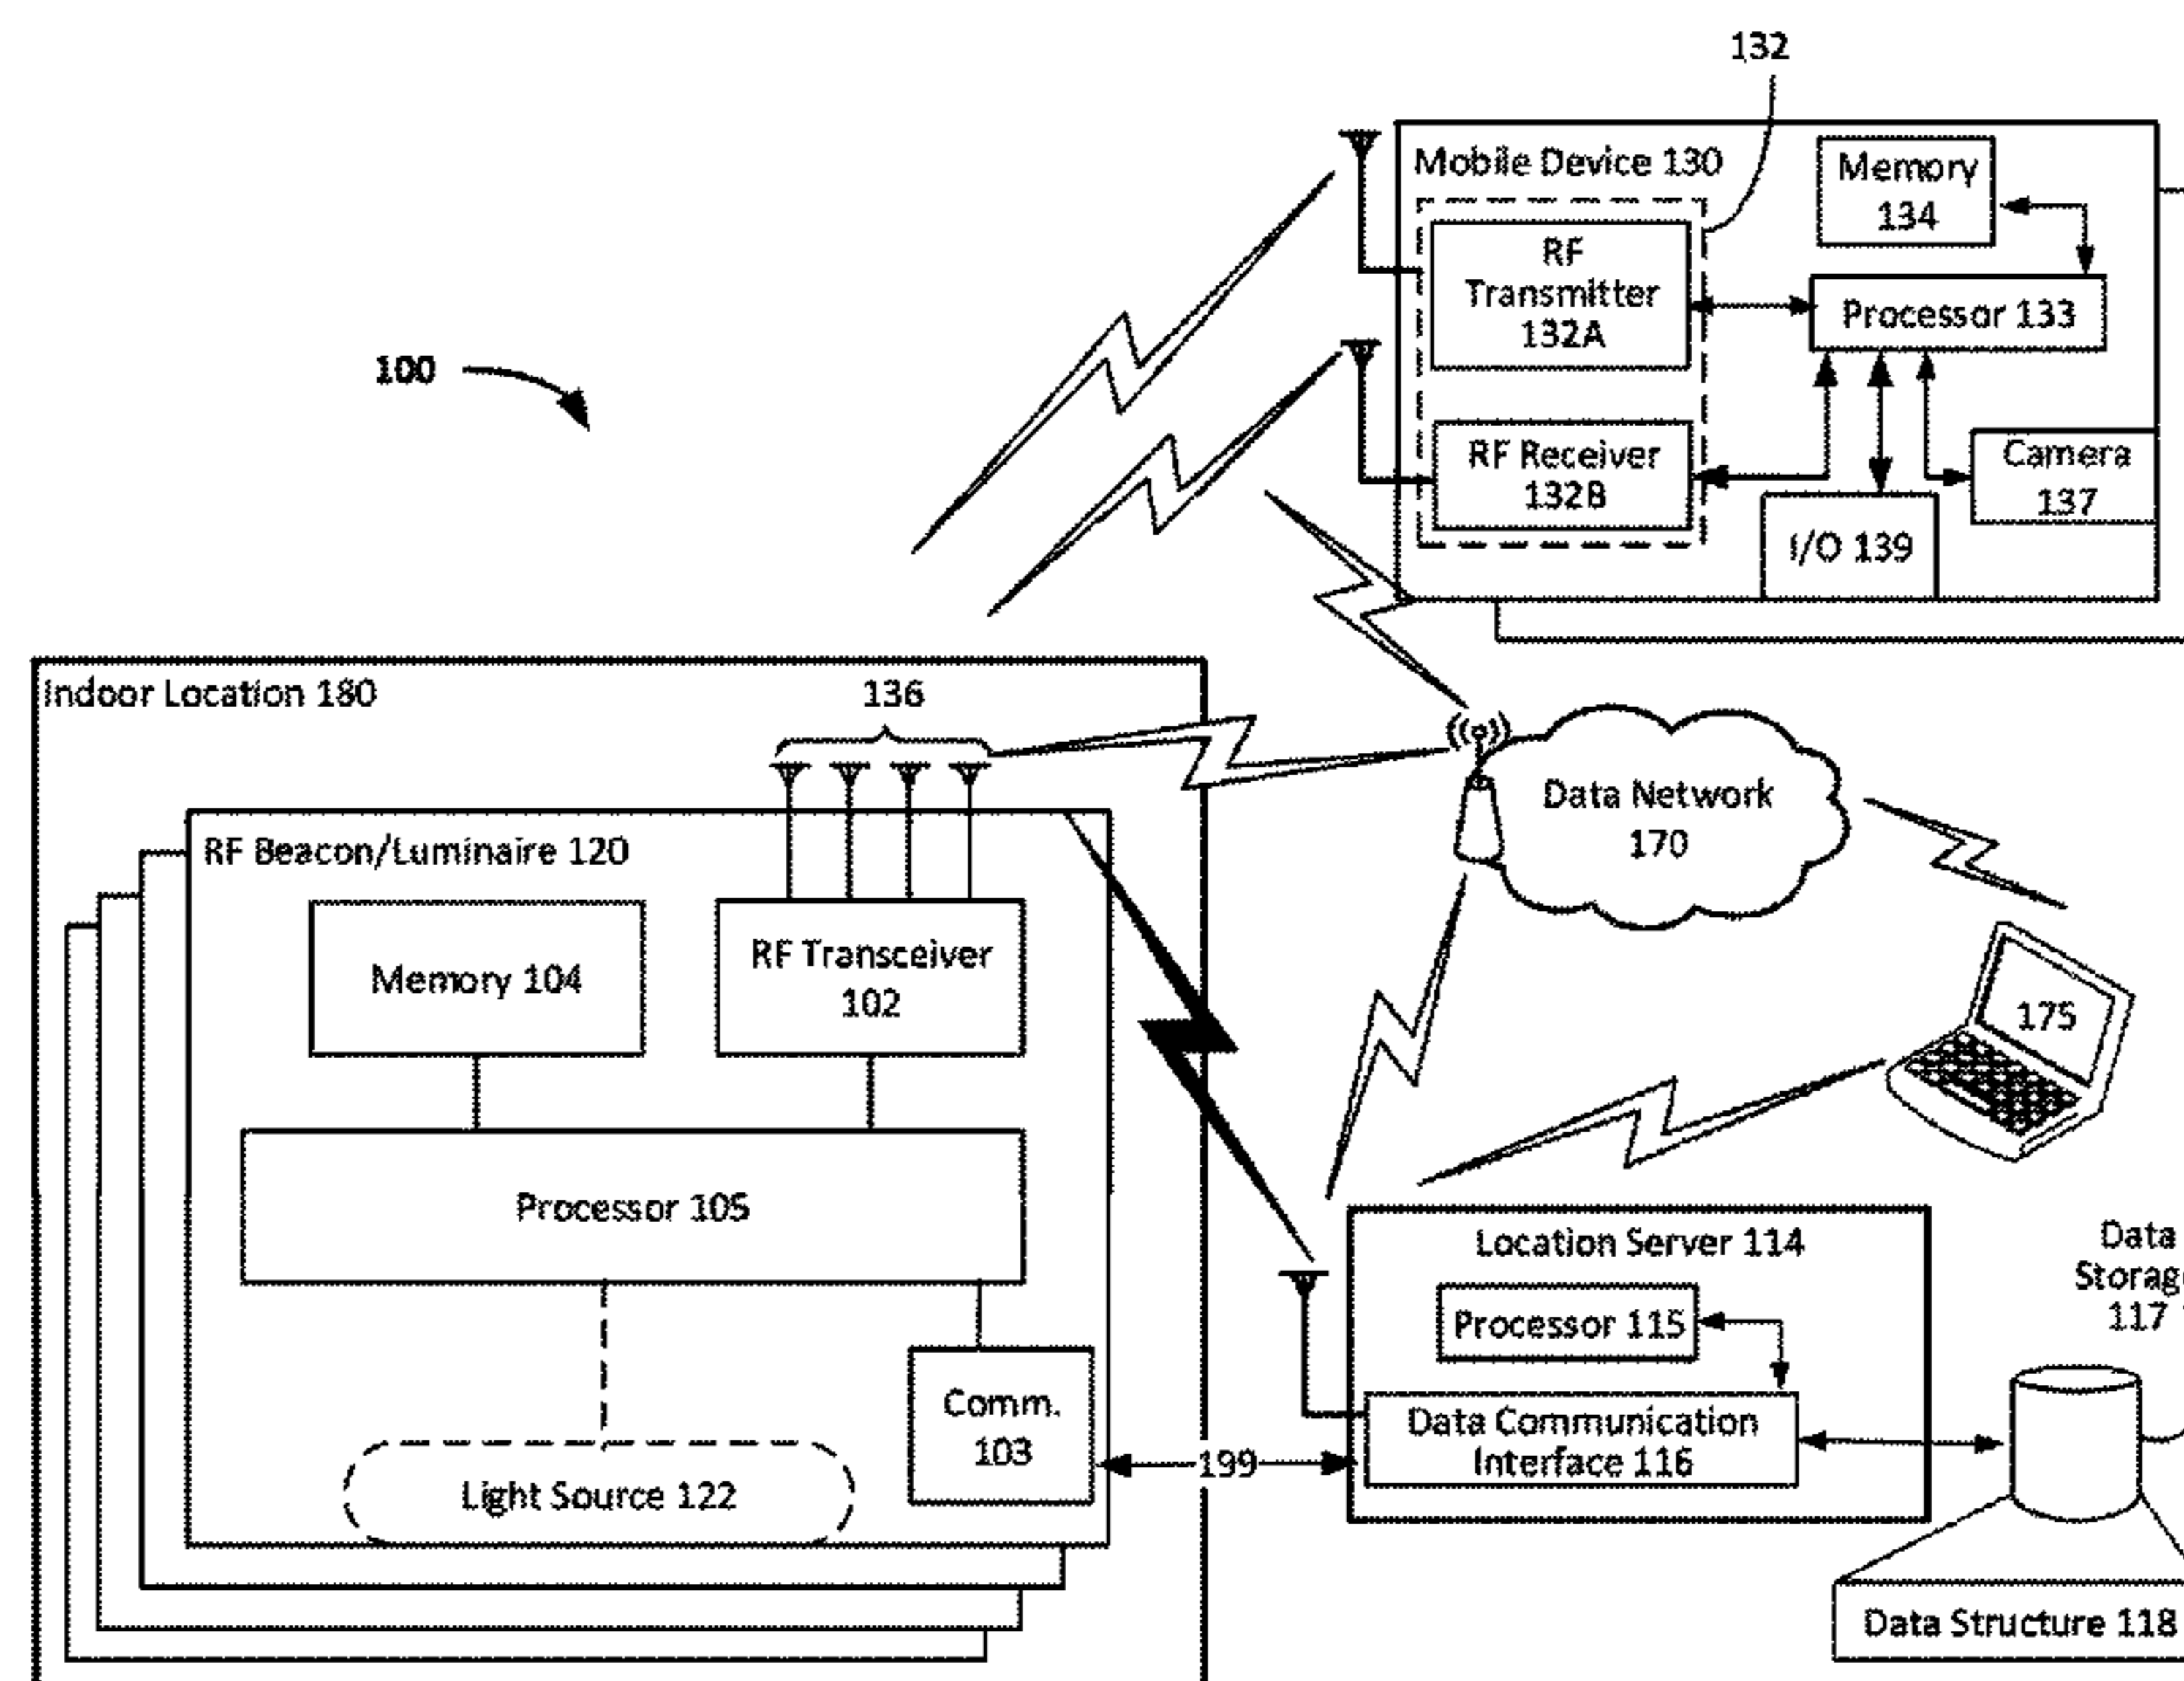 132
Mobile Device 130
Memory
134
RF
Transmitter
132A
Processor 133
100
RF Receiver
132B
Camera
137
I/O 139
Indoor Location 180
136
Data Network
170
RF Beacon/Luminaire 120
Memory 104
RF Transceiver
102
175
Processor 105
Location Server 114
Data
Processor 115
117
Comm.
103
Data Communication
Interface 116
199
Light Source 122
Data Structure 118